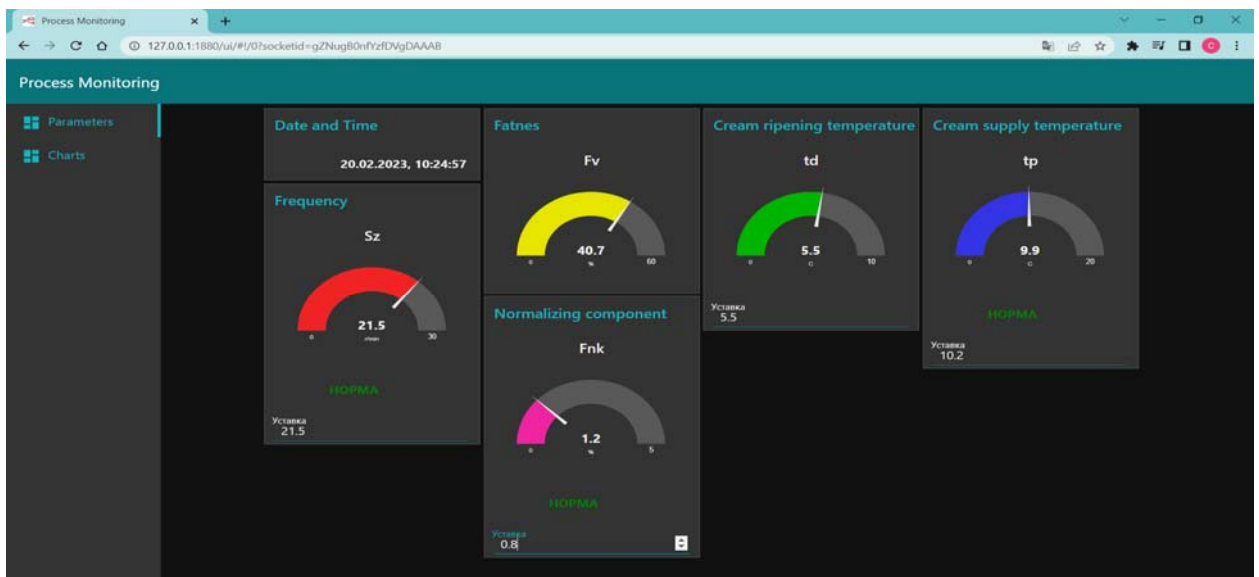 Process Monitoring
127.0.0.1:1880/ui/#!/0?socketid=gZNugB0nfYzfDVgDAAAB
C
Process Monitoring
Parameters
Charts
Date and Time
20.02.2023, 10:24:57
Frequency
Sz
21.5
0
30
НОРМА
Уставка
21.5
Fatnes
Fv
40.7
%
0
60
Normalizing component
Fnk
1.2
%
0
5
НОРМА
Уставка
0.8
Cream ripening temperature
td
5.5
C
0
10
Уставка
5.5
Cream supply temperature
tp
9.9
C
0
20
НОРМА
Уставка
10.2